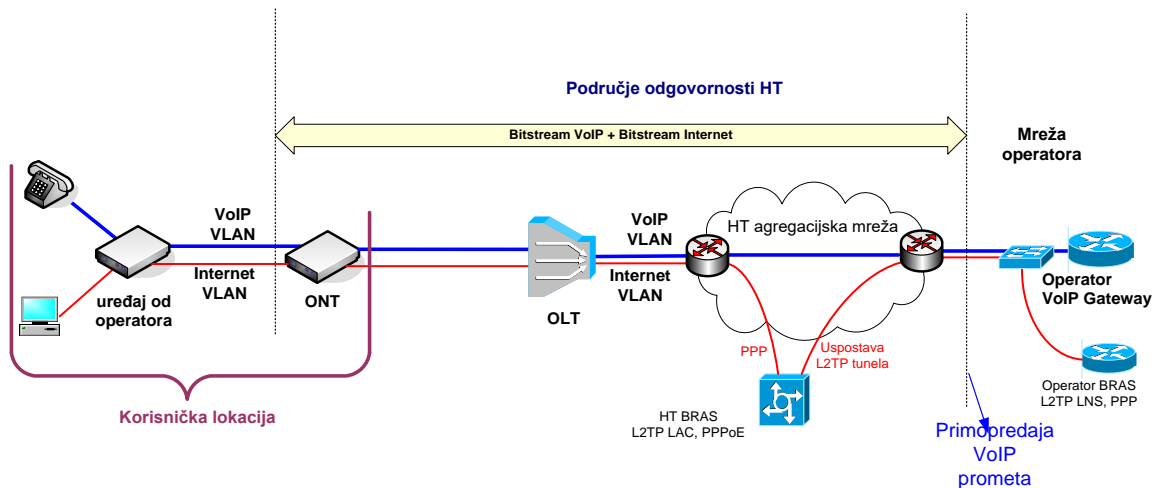 Područje odgovornosti HT
Bitstream VoIP + Bitstream Internet
Mreža
operatora
VoIP
VLAN
Internet
VLAN
uređaj od
operatora
ONT
OLT
VoIP
VLAN
Internet
VLAN
HT agregacijska mreža
Operator
VoIP Gateway
PPP
Uspostava
L2TP tunela
HT BRAS
L2TP LAC, PPPoE
Operator BRAS
L2TP LNS, PPP
Korisnička lokacija
Primopredaja
VoIP
prometa